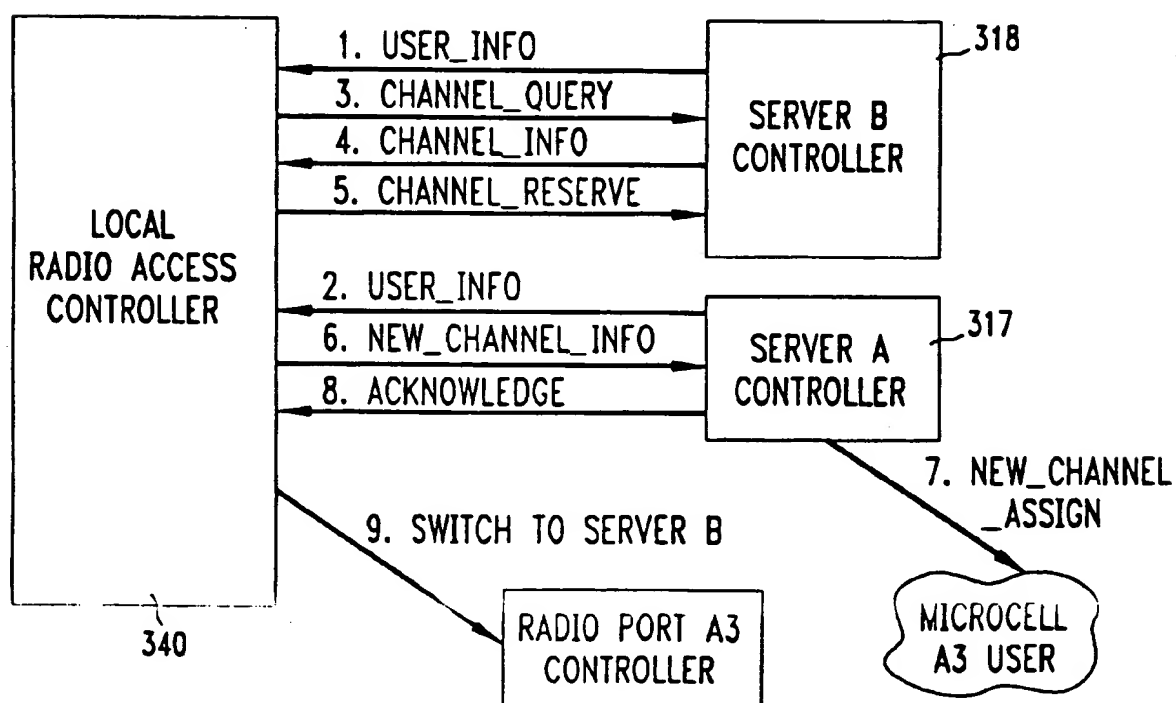 1. USER_INFO
3. CHANNEL_QUERY
4. CHANNEL_INFO
5. CHANNEL_RESERVE
SERVER B
CONTROLLER
318
LOCAL
RADIO ACCESS
CONTROLLER
340
2. USER_INFO
6. NEW_CHANNEL_INFO
8. ACKNOWLEDGE
SERVER A
CONTROLLER
317
7. NEW_CHANNEL
_ASSIGN
9. SWITCH TO SERVER B
RADIO PORT A3
CONTROLLER
MICROCELL
A3 USER